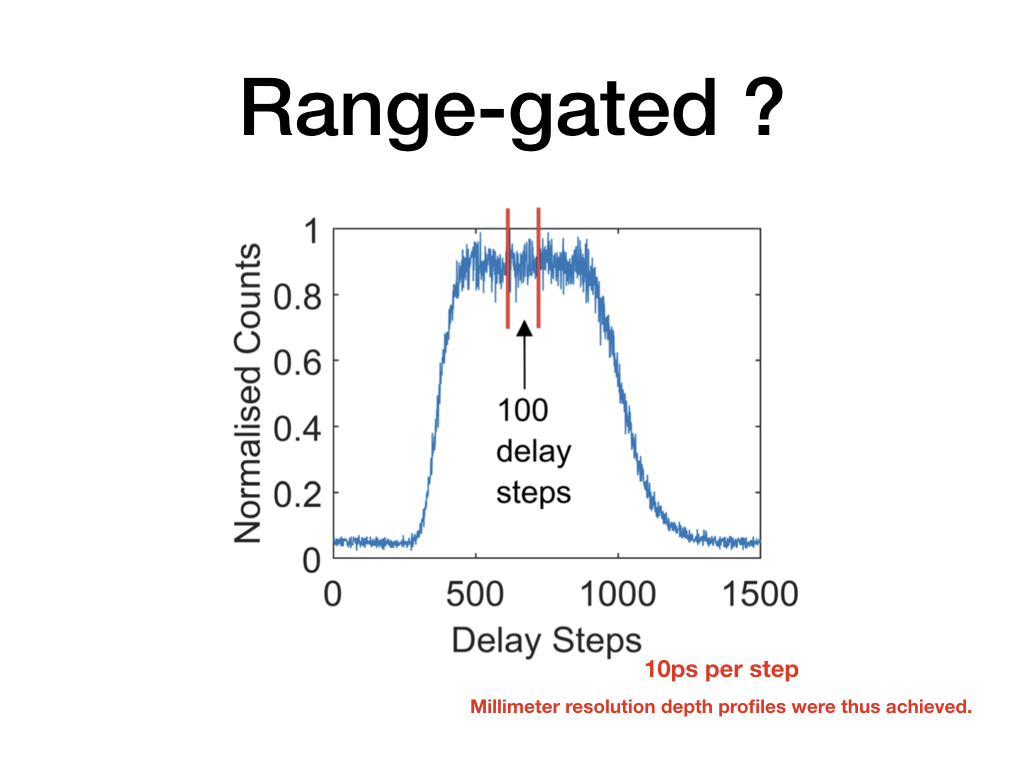 Range-gated ?
1
0.8
0.6
0.4
0.2
0
Normalised Counts
100
delay
steps
0 500 1000 1500
Delay Steps
10ps per step
Millimeter resolution depth profiles were thus achieved.